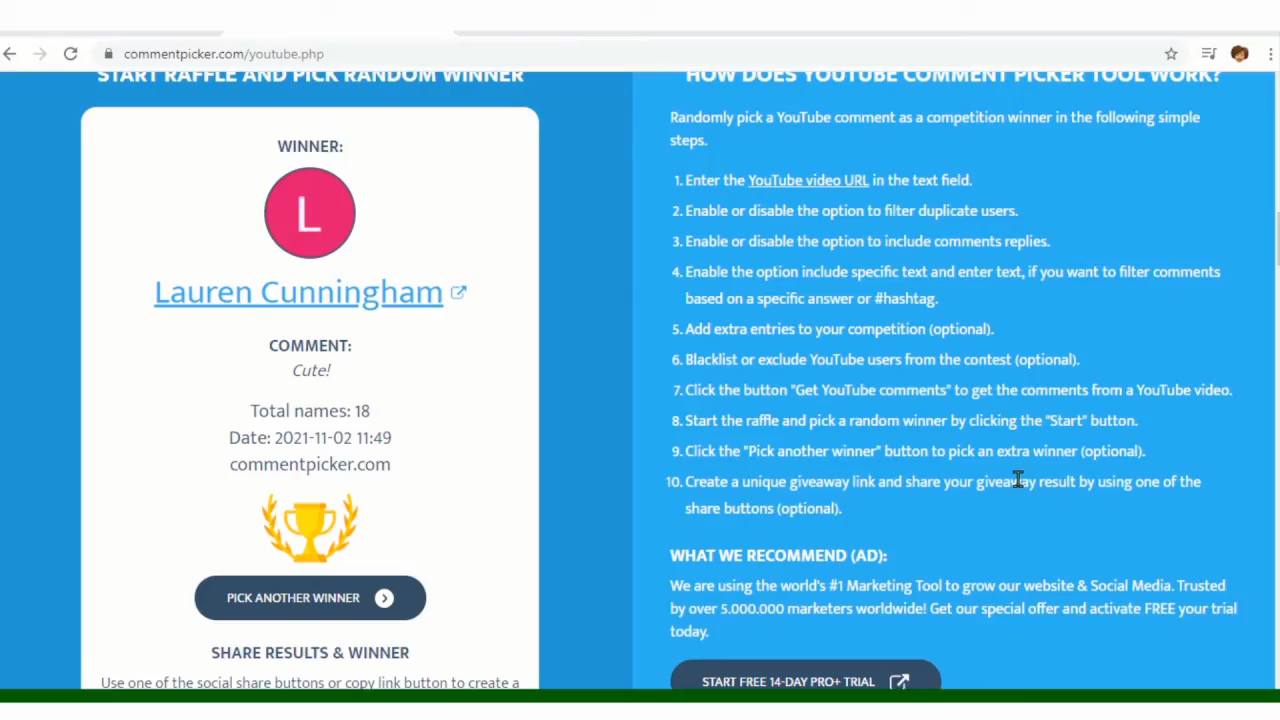 commentpicker.com/youtube.php
START RAFFLE AND PICK RANDOM WINNER
WINNER:
L
Lauren Cunningham
COMMENT:
Cute!
Total names: 18
Date: 2021-11-02 11:49
commentpicker.com
PICK ANOTHER WINNER
SHARE RESULTS & WINNER
Use one of the social share buttons or copy link button to create a
HOW DOES YOUTUBE COMMENT PICKER TOOL WORK?
Randomly pick a YouTube comment as a competition winner in the following simple
steps.
1. Enter the YouTube video URL in the text field.
2. Enable or disable the option to filter duplicate users.
3. Enable or disable the option to include comments replies.
4. Enable the option include specific text and enter text, if you want to filter comments
based on a specific answer or #hashtag.
5. Add extra entries to your competition (optional).
6. Blacklist or exclude YouTube users from the contest (optional).
7. Click the button "Get YouTube comments" to get the comments from a YouTube video.
8. Start the raffle and pick a random winner by clicking the "Start" button.
9. Click the "Pick another winner" button to pick an extra winner (optional).
10. Create a unique giveaway link and share your giveaway result by using one of the
share buttons (optional).
WHAT WE RECOMMEND (AD):
We are using the world's #1 Marketing Tool to grow our website & Social Media. Trusted
by over 5.000.000 marketers worldwide! Get our special offer and activate FREE your trial
today.
START FREE 14-DAY PRO+ TRIAL